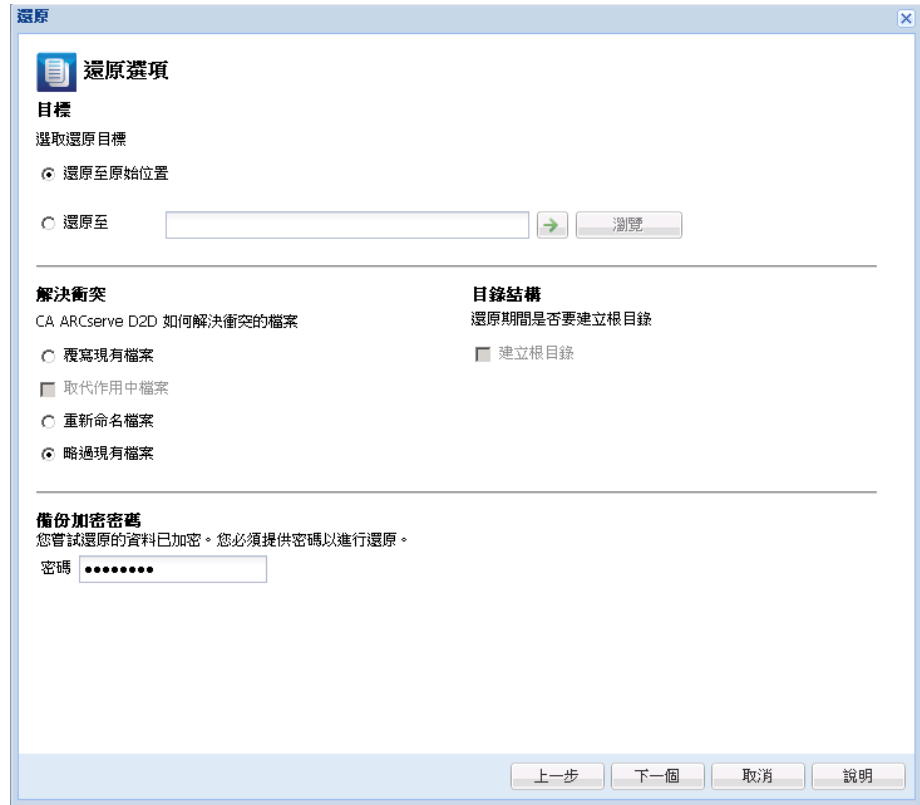 還原
還原選項
目標
選取還原目標
還原至原始位置
還原至
瀏覽
解決衝突
CA ARCserve D2D 如何解決衝突的檔案
覆寫現有檔案
取代作用中檔案
重新命名檔案
略過現有檔案
目錄結構
還原期間是否要建立根目錄
建立根目錄
備份加密密碼
您嘗試還原的資料已加密。您必須提供密碼以進行還原。
密碼 ●●●●●●●●
上一步
下一個
取消
說明